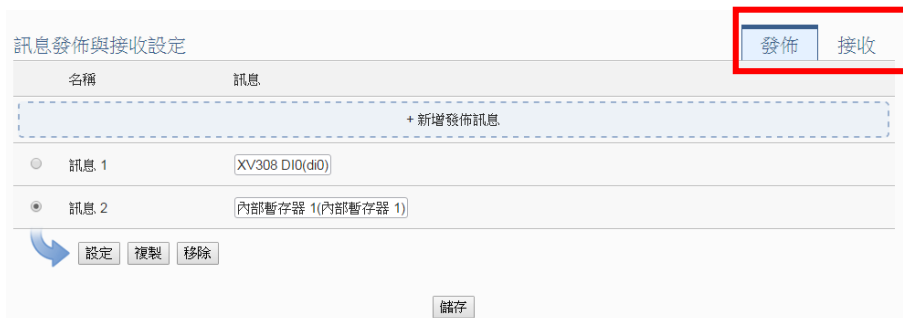 訊息發佈與接收設定 發佈 接收
名稱 訊息
+ 新增發佈訊息
訊息 1 XV308 DI0(di0)
訊息 2 內部暫存器 1(內部暫存器 1)
設定 複製 移除
儲存